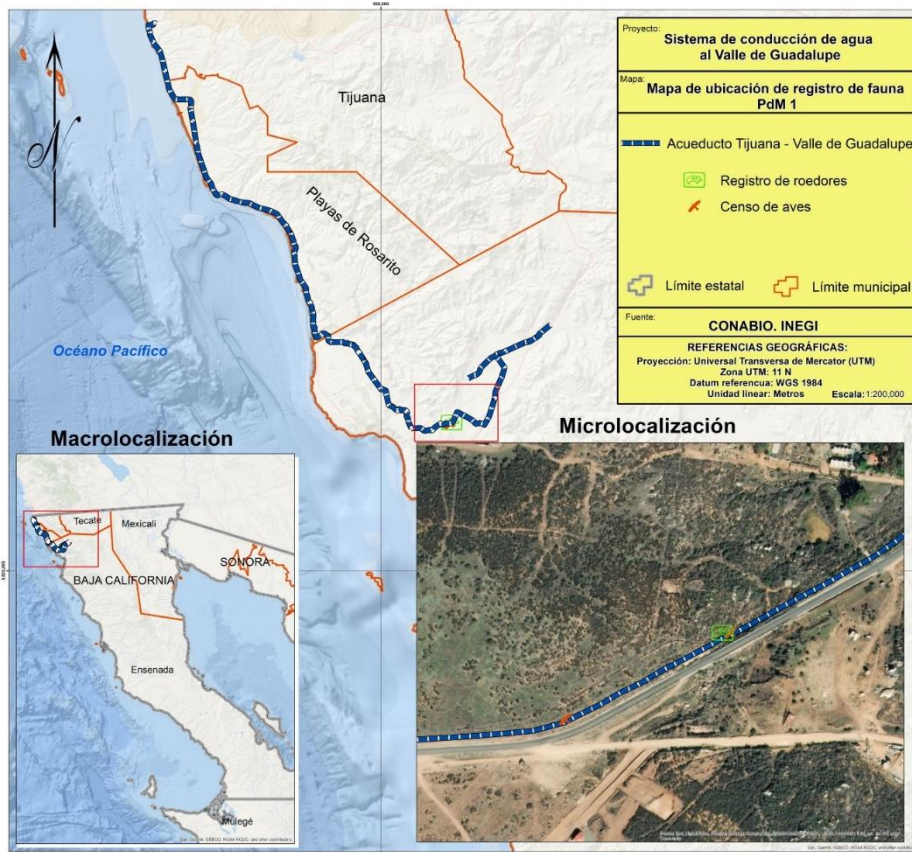 Proyecto:
Sistema de conducción de agua
al Valle de Guadalupe
Mapa:
Mapa de ubicación de registro de fauna
PdM 1
Acueducto Tijuana - Valle de Guadalupe
Registro de roedores
Censo de aves
Límite estatal
Límite municipal
Fuente:
CONABIO. INEGI
REFERENCIAS GEOGRÁFICAS:
Proyección: Universal Transversa de Mercator (UTM)
Zona UTM: 11 N
Datum referencua: WGS 1984
Unidad linear: Metros Escala: 1:200,000
N
Tijuana
Playas de Rosarito
Océano Pacífico
Macrolocalización
Microlocalización
Tecate
Mexicali
SONORA
BAJA CALIFORNIA
Ensenada
Mulegé